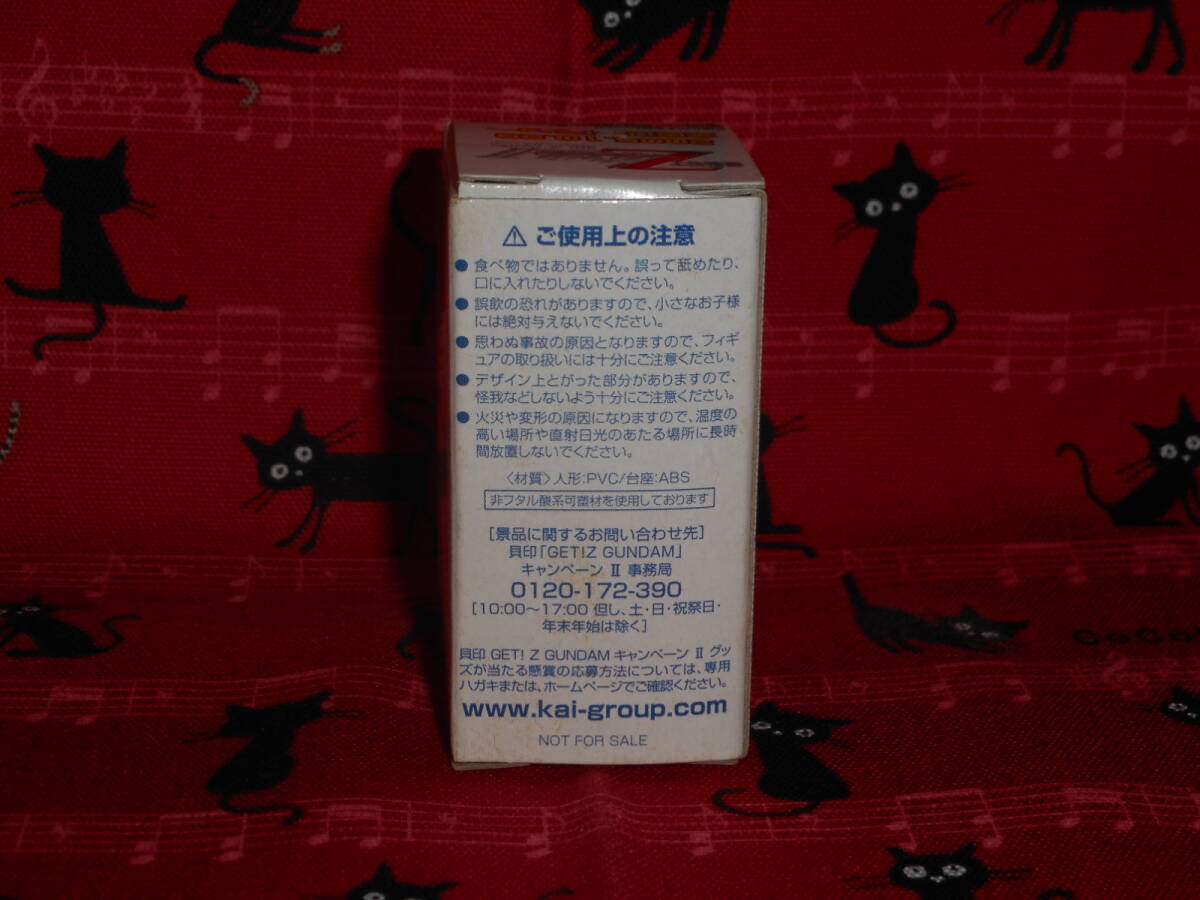 ⚠ ご使用上の注意
● 食べ物ではありません。誤って舐めたり、
口に入れたりしないでください。
● 誤飲の恐れがありますので、小さなお子様
には絶対与えないでください。
● 思わぬ事故の原因となりますので、フィギ
ュアの取り扱いには十分にご注意ください。
● デザイン上とがった部分がありますので、
怪我などしないよう十分にご注意ください。
● 火災や変形の原因になりますので、温度の
高い場所や直射日光のあたる場所に長時
間放置しないでください。
〈材質〉人形:PVC/台座:ABS
非フタル酸系可塑材を使用しております
[景品に関するお問い合わせ先]
貝印「GET!Z GUNDAM」
キャンペーン Ⅱ 事務局
0120-172-390
[10:00〜17:00 但し、土・日・祝祭日・
年末年始は除く]
貝印 GET! Z GUNDAM キャンペーン Ⅱ グッ
ズが当たる懸賞の応募方法については、専用
ハガキまたは、ホームページでご確認ください。
www.kai-group.com
NOT FOR SALE